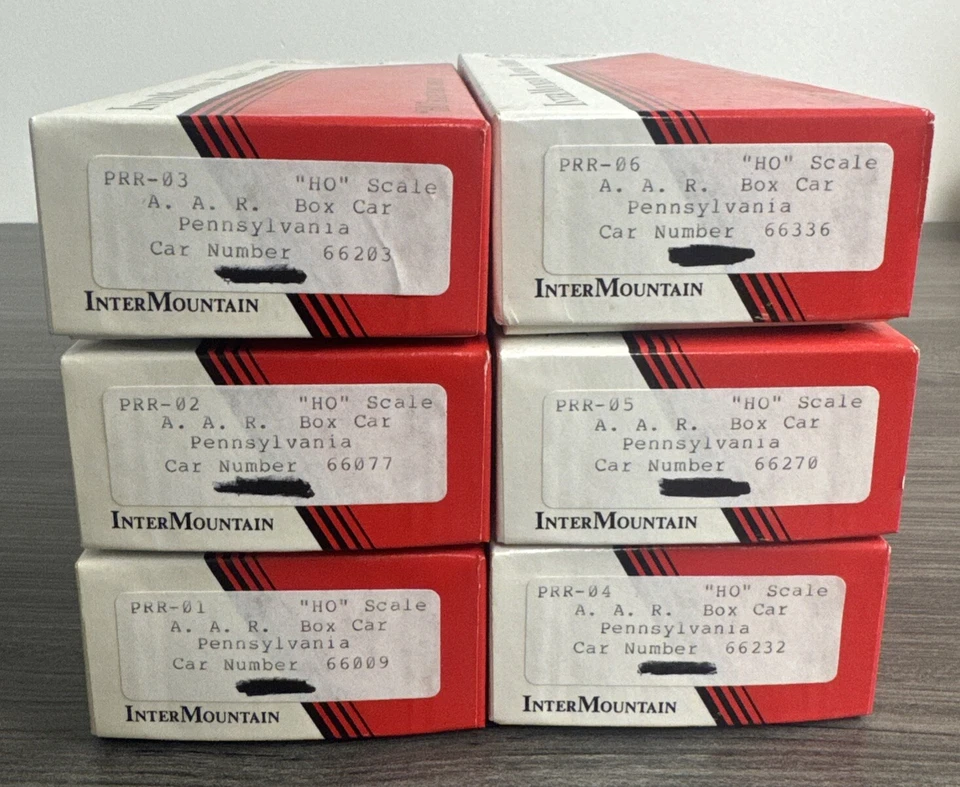 PRR-03 "HO" Scale
A. A. R. Box Car
Pennsylvania
Car Number 66203
INTERMOUNTAIN
PRR-06 "HO" Scale
A. A. R. Box Car
Pennsylvania
Car Number 66336
INTERMOUNTAIN
PRR-02 "HO" Scale
A. A. R. Box Car
Pennsylvania
Car Number 66077
INTERMOUNTAIN
PRR-05 "HO" Scale
A. A. R. Box Car
Pennsylvania
Car Number 66270
INTERMOUNTAIN
PRR-01 "HO" Scale
A. A. R. Box Car
Pennsylvania
Car Number 66009
INTERMOUNTAIN
PRR-04 "HO" Scale
A. A. R. Box Car
Pennsylvania
Car Number 66232
INTERMOUNTAIN